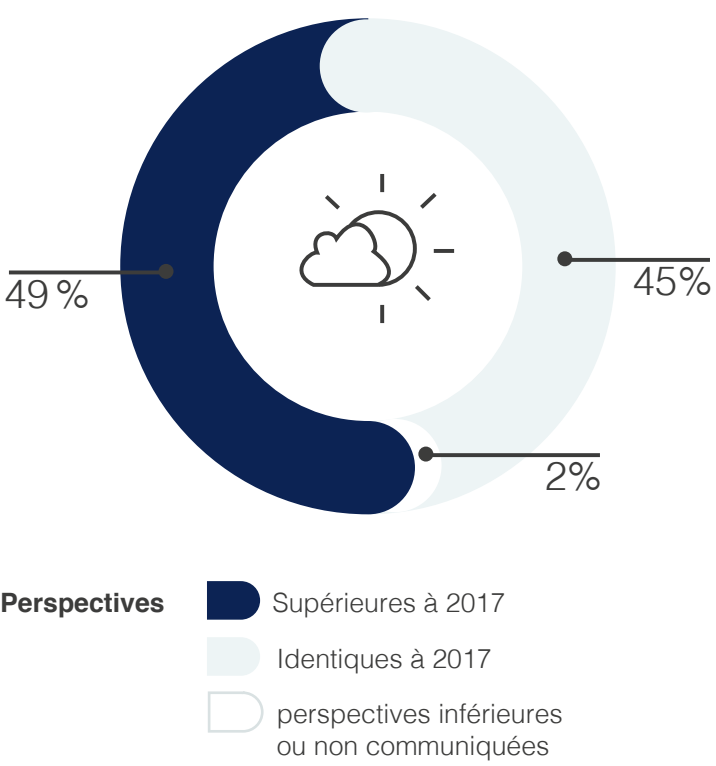 49 %
45%
2%
Perspectives
Supérieures à 2017
Identiques à 2017
perspectives inférieures
ou non communiquées